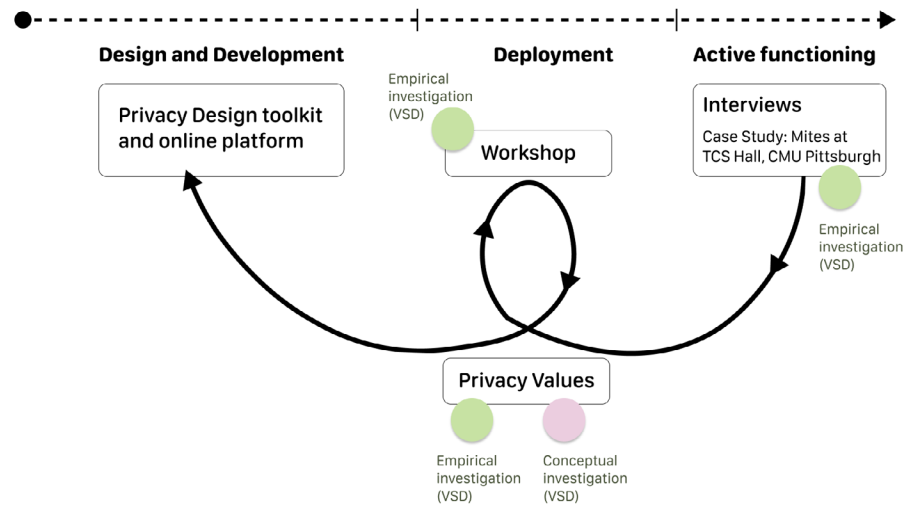 Design and Development
Deployment
Active functioning
Privacy Design toolkit
and online platform
Empirical
investigation
(VSD)
Workshop
Interviews
Case Study: Mites at
TCS Hall, CMU Pittsburgh
Empirical
investigation
(VSD)
Privacy Values
Empirical
investigation
(VSD)
Conceptual
investigation
(VSD)